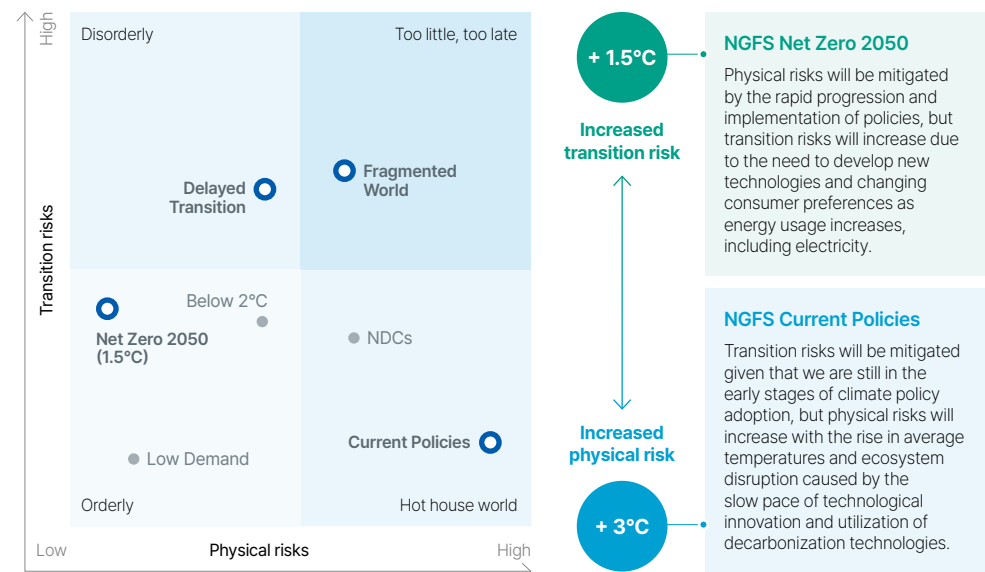 High
Transition risks
Disorderly
Too little, too late
Delayed
Transition
Fragmented
World
Below 2°C
Net Zero 2050
(1.5°C)
NDCs
Current Policies
Low Demand
Orderly
Hot house world
Low
Physical risks
High
+ 1.5°C
Increased
transition risk
Increased
physical risk
+ 3°C
NGFS Net Zero 2050
Physical risks will be mitigated
by the rapid progression and
implementation of policies, but
transition risks will increase due
to the need to develop new
technologies and changing
consumer preferences as
energy usage increases,
including electricity.
NGFS Current Policies
Transition risks will be mitigated
given that we are still in the
early stages of climate policy
adoption, but physical risks will
increase with the rise in average
temperatures and ecosystem
disruption caused by the
slow pace of technological
innovation and utilization of
decarbonization technologies.